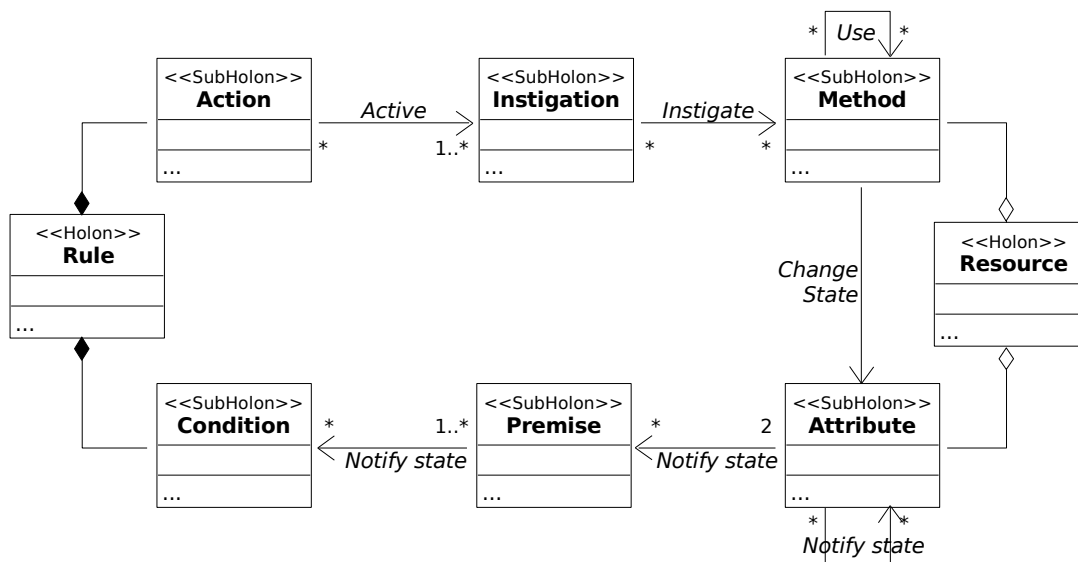 * Use *
<<SubHolon>>
Action
...
Active
* 1..*
<<SubHolon>>
Instigation
...
Instigate
* *
<<SubHolon>>
Method
...
<<Holon>>
Rule
...
Change
State
<<Holon>>
Resource
...
<<SubHolon>>
Condition
...
* 1..*
Notify state
<<SubHolon>>
Premise
...
* 2
Notify state
<<SubHolon>>
Attribute
...
* *
Notify state